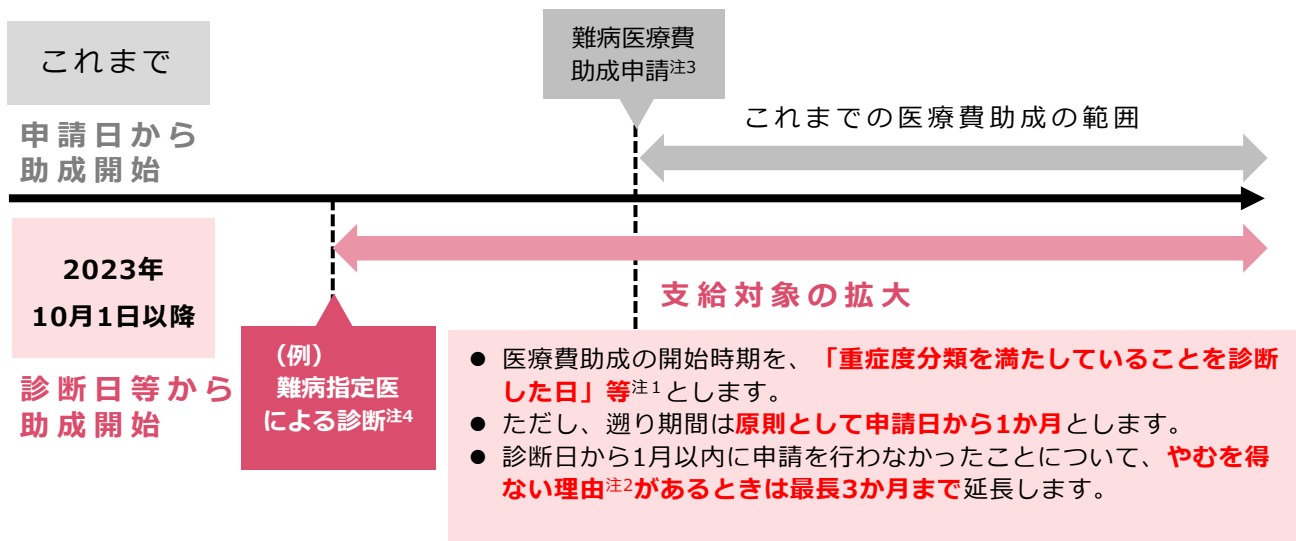 これまで
難病医療費
助成申請注3
申請日から
助成開始
これまでの医療費助成の範囲
2023年
10月1日以降
診断日等から
助成開始
（例）
難病指定医
による診断注4
支給対象の拡大
● 医療費助成の開始時期を、「重症度分類を満たしていることを診断
した日」等注1とします。
● ただし、遡り期間は原則として申請日から1か月とします。
● 診断日から1月以内に申請を行わなかったことについて、やむを得
ない理由注2があるときは最長3か月まで延長します。